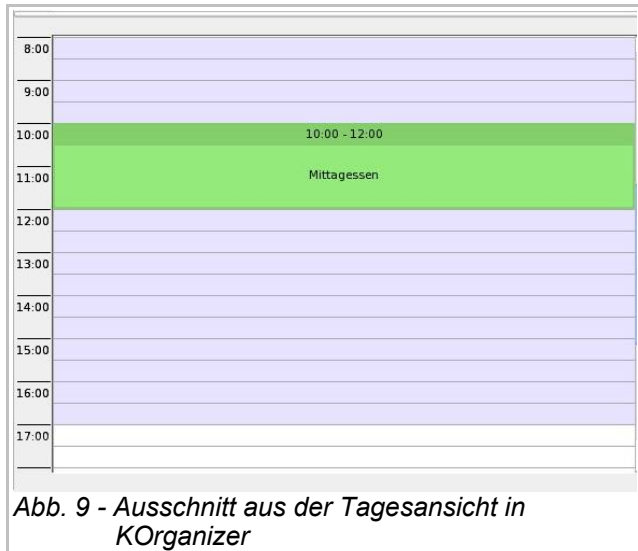 8:00
9:00
10:00
10:00 - 12:00
11:00
Mittagessen
12:00
13:00
14:00
15:00
16:00
17:00
Abb. 9 - Ausschnitt aus der Tagesansicht in
KOrganizer